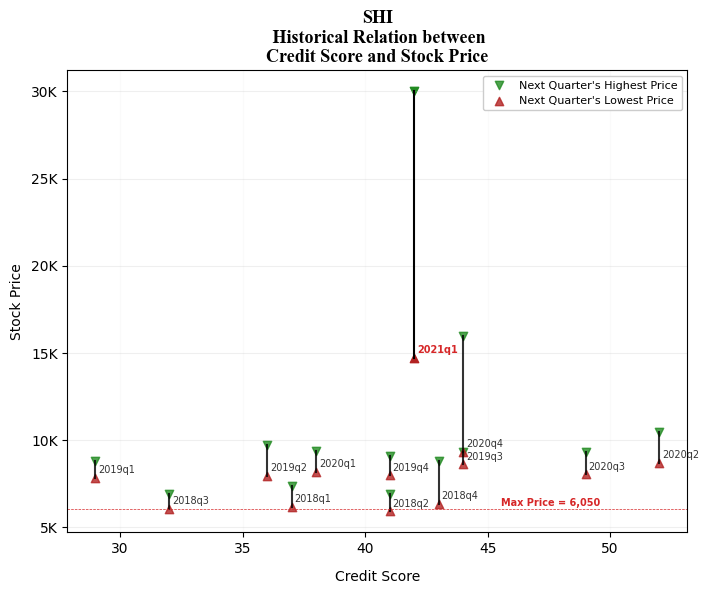 SHI
Historical Relation between
Credit Score and Stock Price
Next Quarter's Highest Price
Next Quarter's Lowest Price
30K
25K
20K
15K
10K
5K
Stock Price
2021q1
2020q4
2019q3
2020q2
2019q1
2019q2
2020q1
2019q4
2020q3
2018q3
2018q1
2018q2
2018q4
Max Price = 6,050
30
35
40
45
50
Credit Score